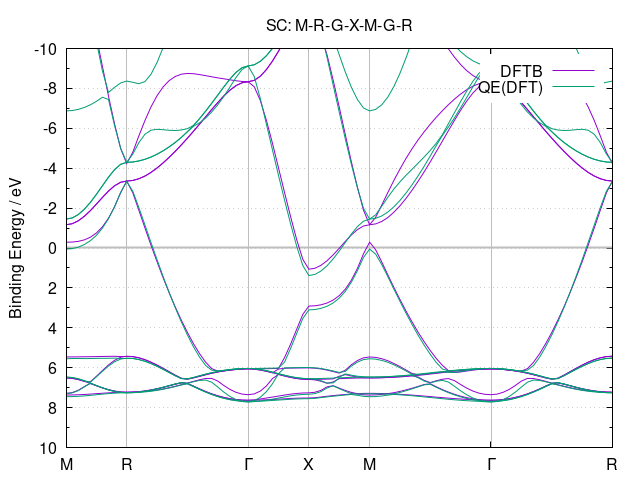 SC: M-R-G-X-M-G-R
DFTB
QE(DFT)
Binding Energy / eV
-10
-8
-6
-4
-2
0
2
4
6
8
10
M R Γ X M Γ R